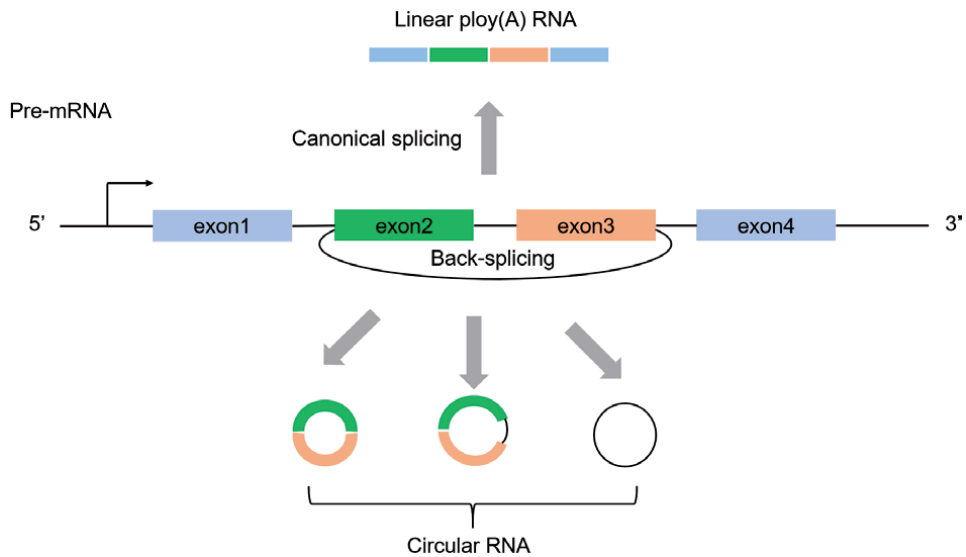 Linear ploy(A) RNA
Pre-mRNA
Canonical splicing
5’ exon1 exon2 exon3 exon4 3”
Back-splicing
Circular RNA